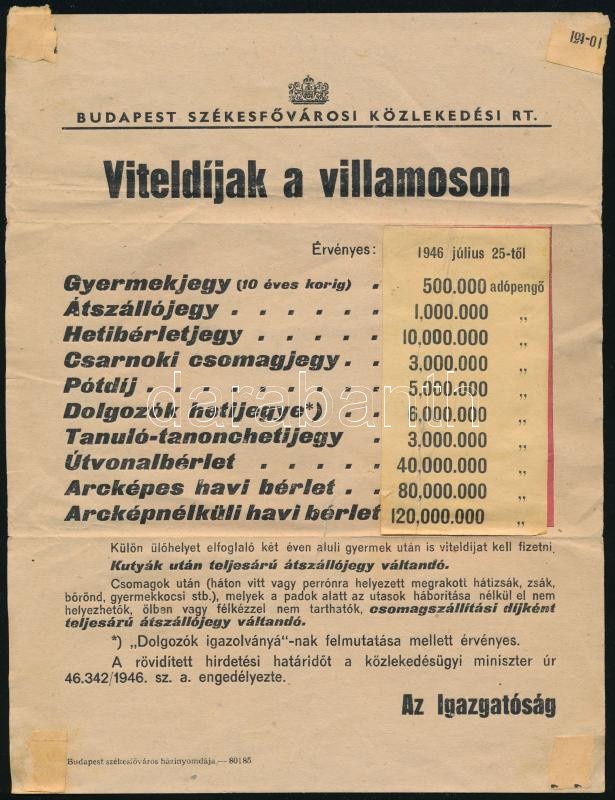 10-451
BUDAPEST SZÉKESFŐVÁROSI KÖZLEKEDÉSI RT.
Viteldíjak a villamoson
Érvényes: 1946 július 25-től
Gyermekjegy (10 éves korig) . 500.000 adópengő
Átszállójegy . . . . . . 1,000.000 „
Hetibérletjegy . . . . . 10,000.000 „
Csarnoki csomagjegy . . 3,000.000 „
Pótdíj . . . . . . . . . 5,000.000 „
Dolgozók hetijegye*) . . 6,000.000 „
Tanuló-tanonchetijegy . 3,000.000 „
Útvonalbérlet . . . . . 40,000.000 „
Arcképes havi bérlet . . 80,000.000 „
Arcképnélküli havi bérlet 120,000.000 „
darabanth
Külön ülőhelyet elfoglaló két éven aluli gyermek után is viteldíjat kell fizetni.
Kutyák után teljesárú átszállójegy váltandó.
Csomagok után (háton vitt vagy perrónra helyezett megrakott hátizsák, zsák,
bőrönd, gyermekkocsi stb.), melyek a padok alatt az utasok háborítása nélkül el nem
helyezhetők, ölben vagy félkézzel nem tarthatók, csomagszállítási díjként
teljesárú átszállójegy váltandó.
*) „Dolgozók igazolványá“-nak felmutatása mellett érvényes.
A rövidített hirdetési határidőt a közlekedésügyi miniszter úr
46.342/1946. sz. a. engedélyezte.
Az Igazgatóság
Budapest székesfőváros házinyomdája.— 80185